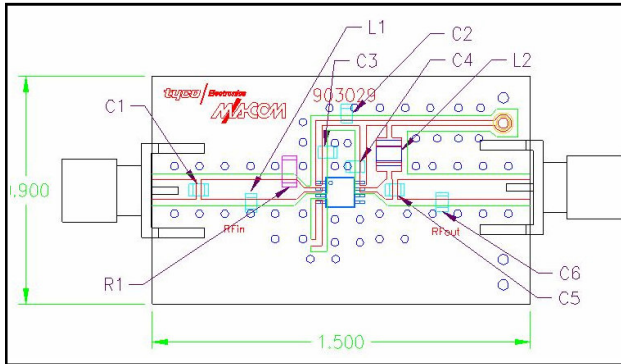 L1
C2
C3
C4
L2
C1
tyco / Electronics
M/A-COM
903029
.900
RFin
RFout
R1
C6
C5
1.500